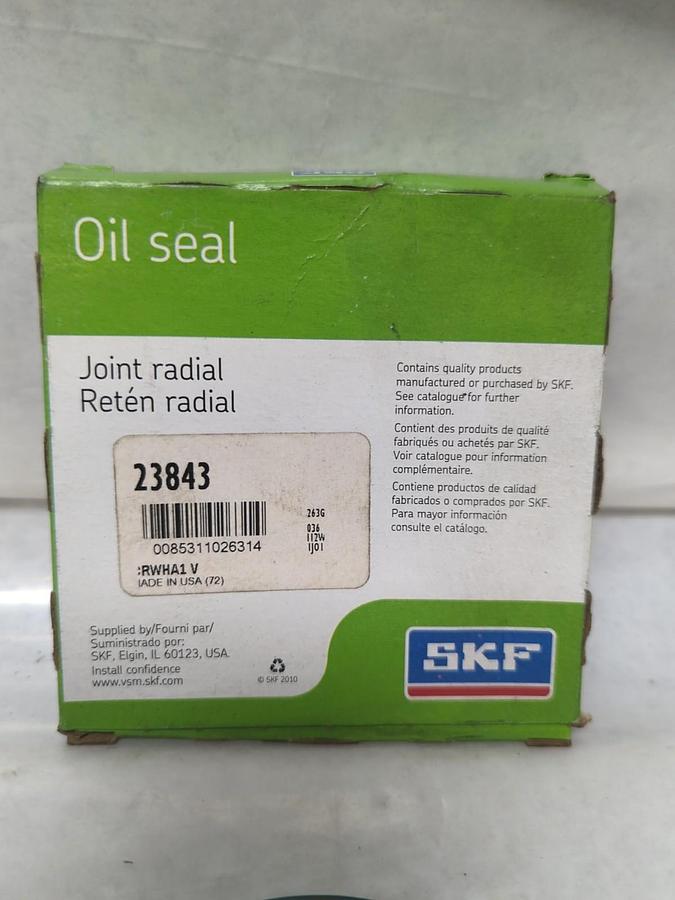 Oil seal
Joint radial
Retén radial
Contains quality products
manufactured or purchased by SKF.
See catalogue for further
information.
Contient des produits de qualité
fabriqués ou achetés par SKF.
Voir catalogue pour information
complémentaire.
Contiene productos de calidad
fabricados o comprados por SKF.
Para mayor información
consulte el catálogo.
23843
263G
036
112W
1J01
0085311026314
:RWHA1 V
IADE IN USA (72)
Supplied by/Fourni par/
Suministrado por:
SKF, Elgin, IL 60123, USA.
Install confidence
www.vsm.skf.com
© SKF 2010
SKF